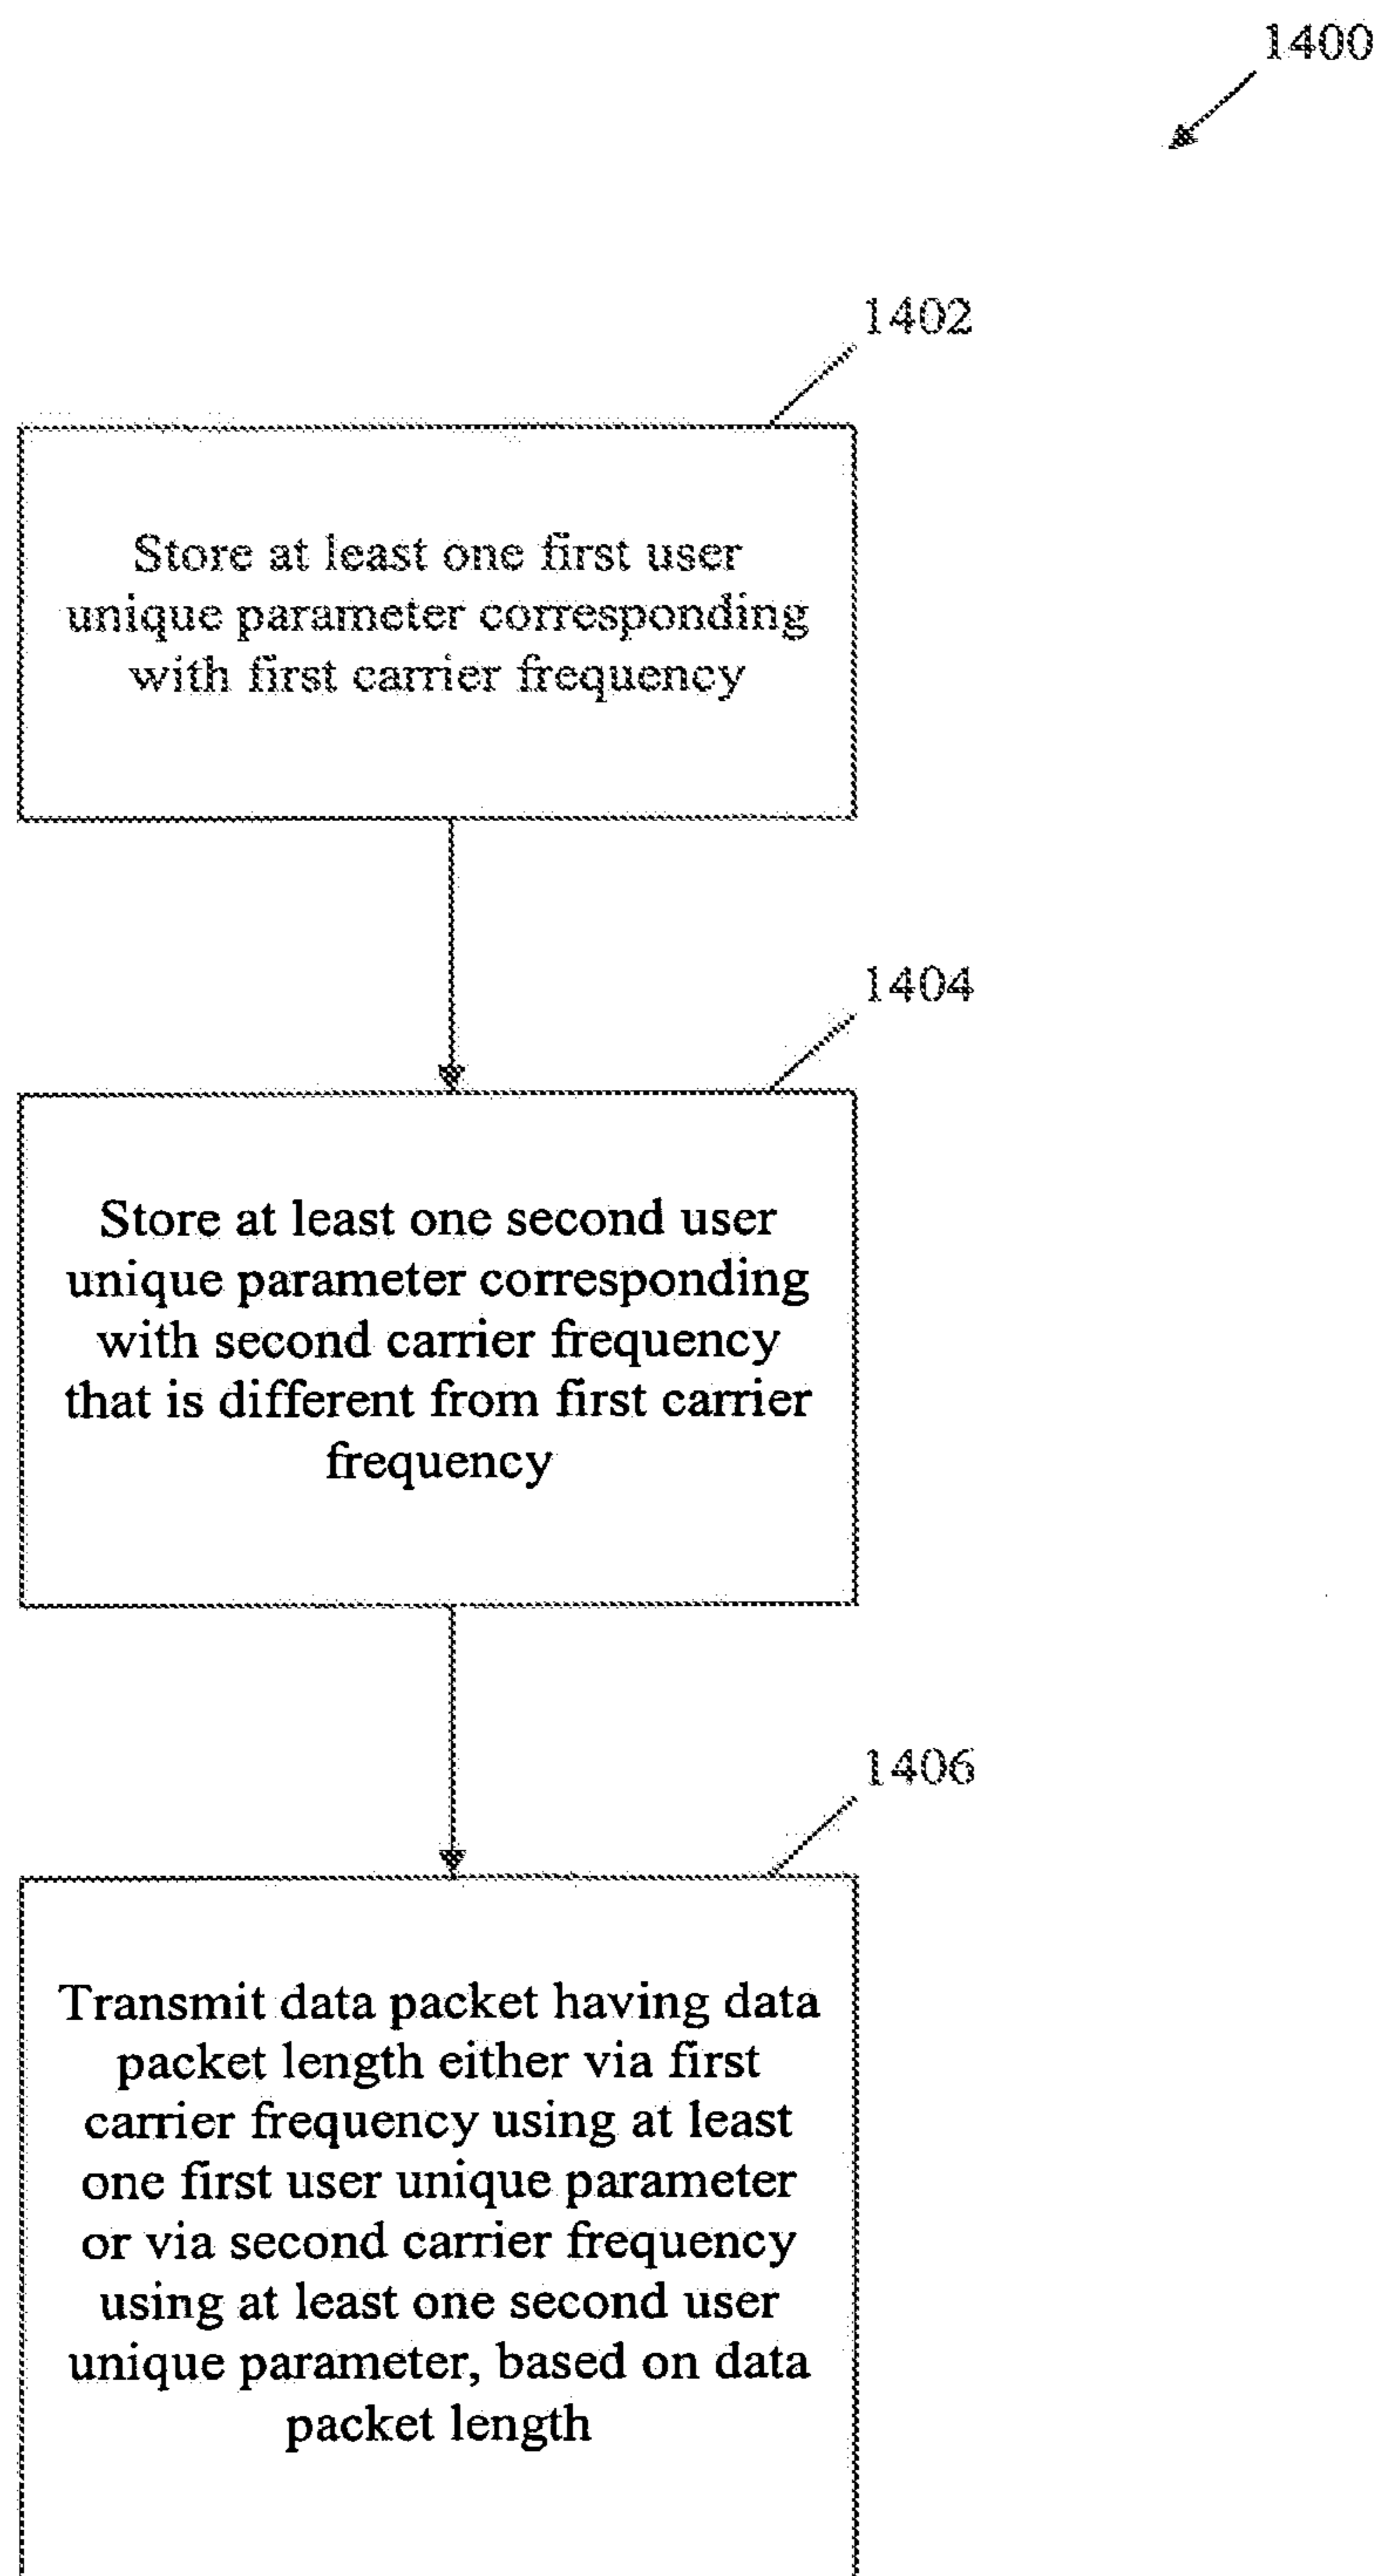 1400
1402
Store at least one first user
unique parameter corresponding
with first carrier frequency
1404
Store at least one second user
unique parameter corresponding
with second carrier frequency
that is different from first carrier
frequency
1406
Transmit data packet having data
packet length either via first
carrier frequency using at least
one first user unique parameter
or via second carrier frequency
using at least one second user
unique parameter, based on data
packet length